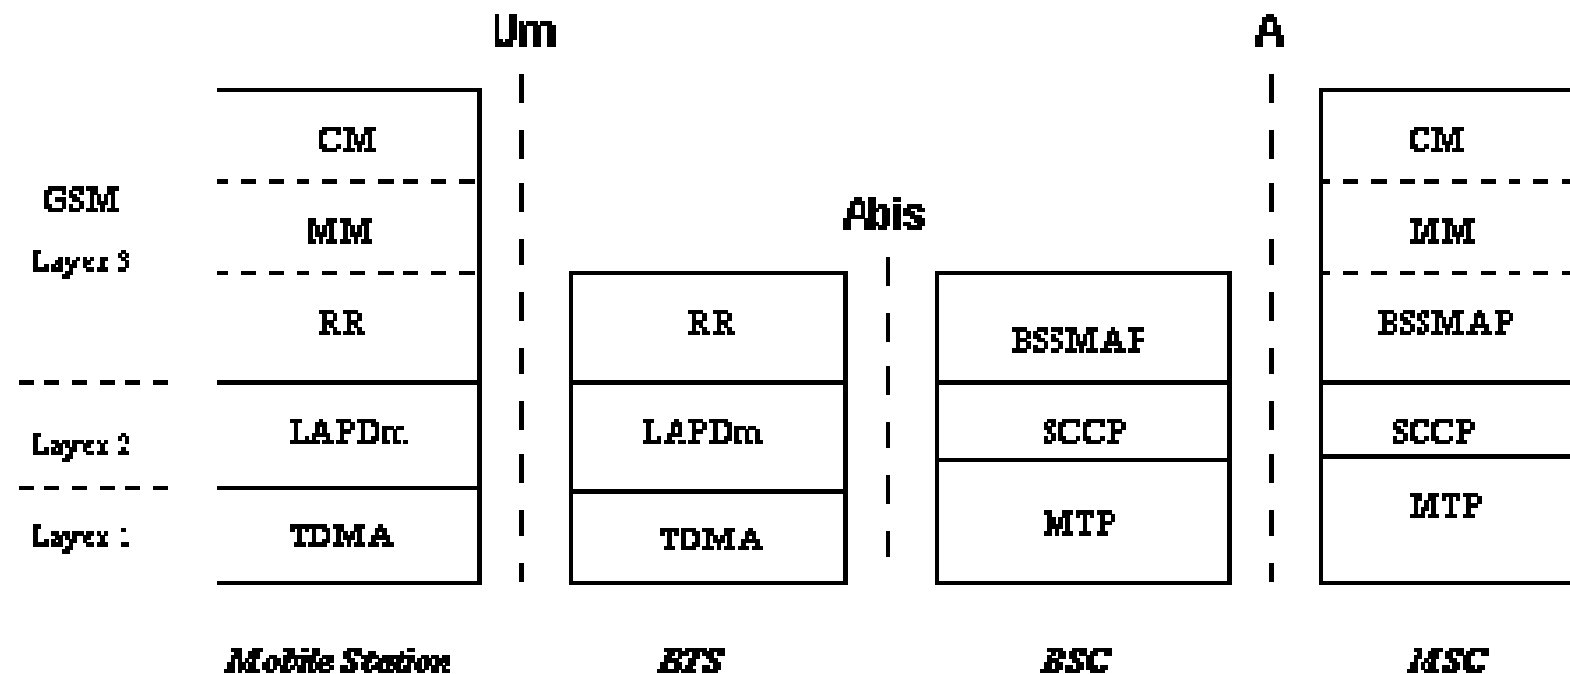 Um
A
CM
CM
GSM
MM
Abis
MM
Layer 3
RR
RR
BSSMAP
BSSMAP
Layer 2
LAPDm
LAPDm
SCCP
SCCP
Layer 1
TDMA
TDMA
MTP
MTP
Mobile Station
BTS
BSC
MSC